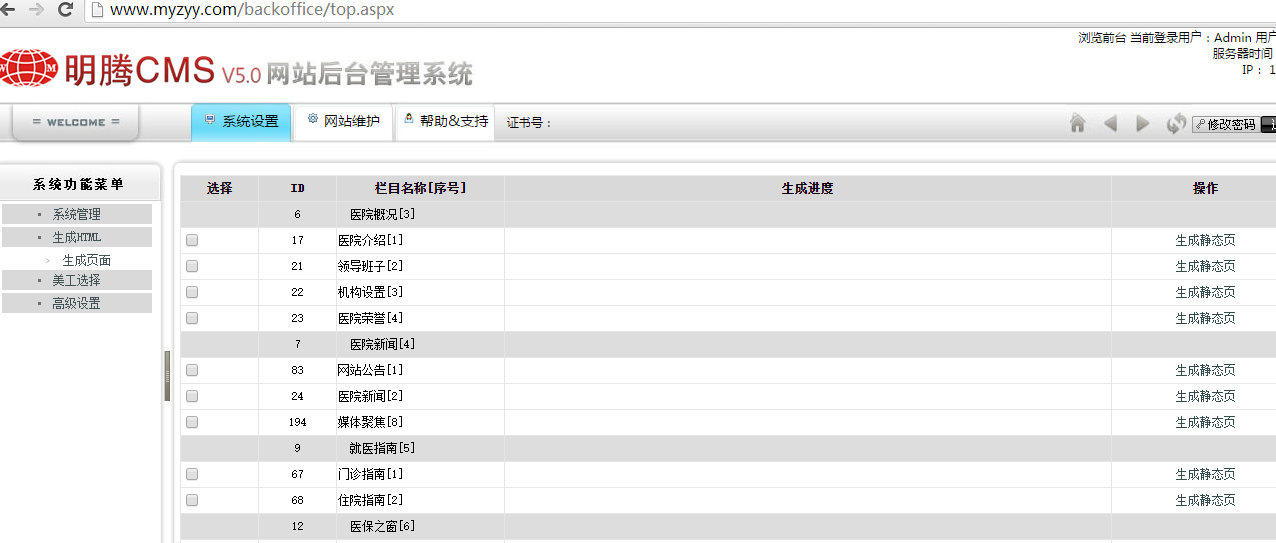 www.myzyy.com/backoffice/top.aspx
浏览前台 当前登录用户：Admin 用户
服务器时间
IP： 1
WM 明腾CMS V5.0 网站后台管理系统
= WELCOME =
系统设置 网站维护 帮助&支持 证书号：
修改密码
系统功能菜单
系统管理
生成HTML
生成页面
美工选择
高级设置
选择 ID 栏目名称[序号] 生成进度 操作
6 医院概况[3]
17 医院介绍[1] 生成静态页
21 领导班子[2] 生成静态页
22 机构设置[3] 生成静态页
23 医院荣誉[4] 生成静态页
7 医院新闻[4]
83 网站公告[1] 生成静态页
24 医院新闻[2] 生成静态页
194 媒体聚焦[8] 生成静态页
9 就医指南[5]
67 门诊指南[1] 生成静态页
68 住院指南[2] 生成静态页
12 医保之窗[6]